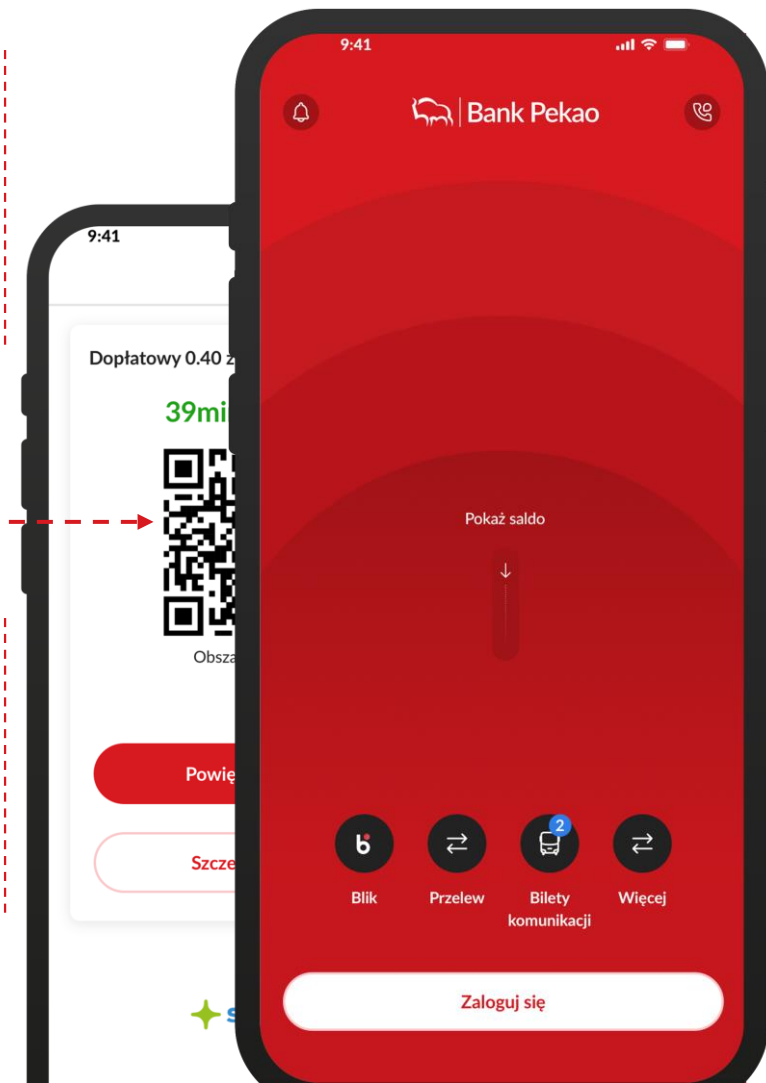 9:41
Bank Pekao
Pokaż saldo
2
Blik
Przelew
Bilety
komunikacji
Więcej
Zaloguj się
9:41
Dopłatowy 0.40
39mi
Obsza
Powię
Szcze